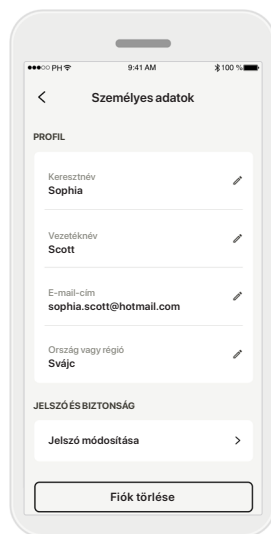 PH 9:41 AM 100 %
Személyes adatok
PROFIL
Keresztnév
Sophia
Vezetéknév
Scott
E-mail-cím
sophia.scott@hotmail.com
Ország vagy régió
Svájc
JELSZÓ ÉS BIZTONSÁG
Jelszó módosítása
Fiók törlése